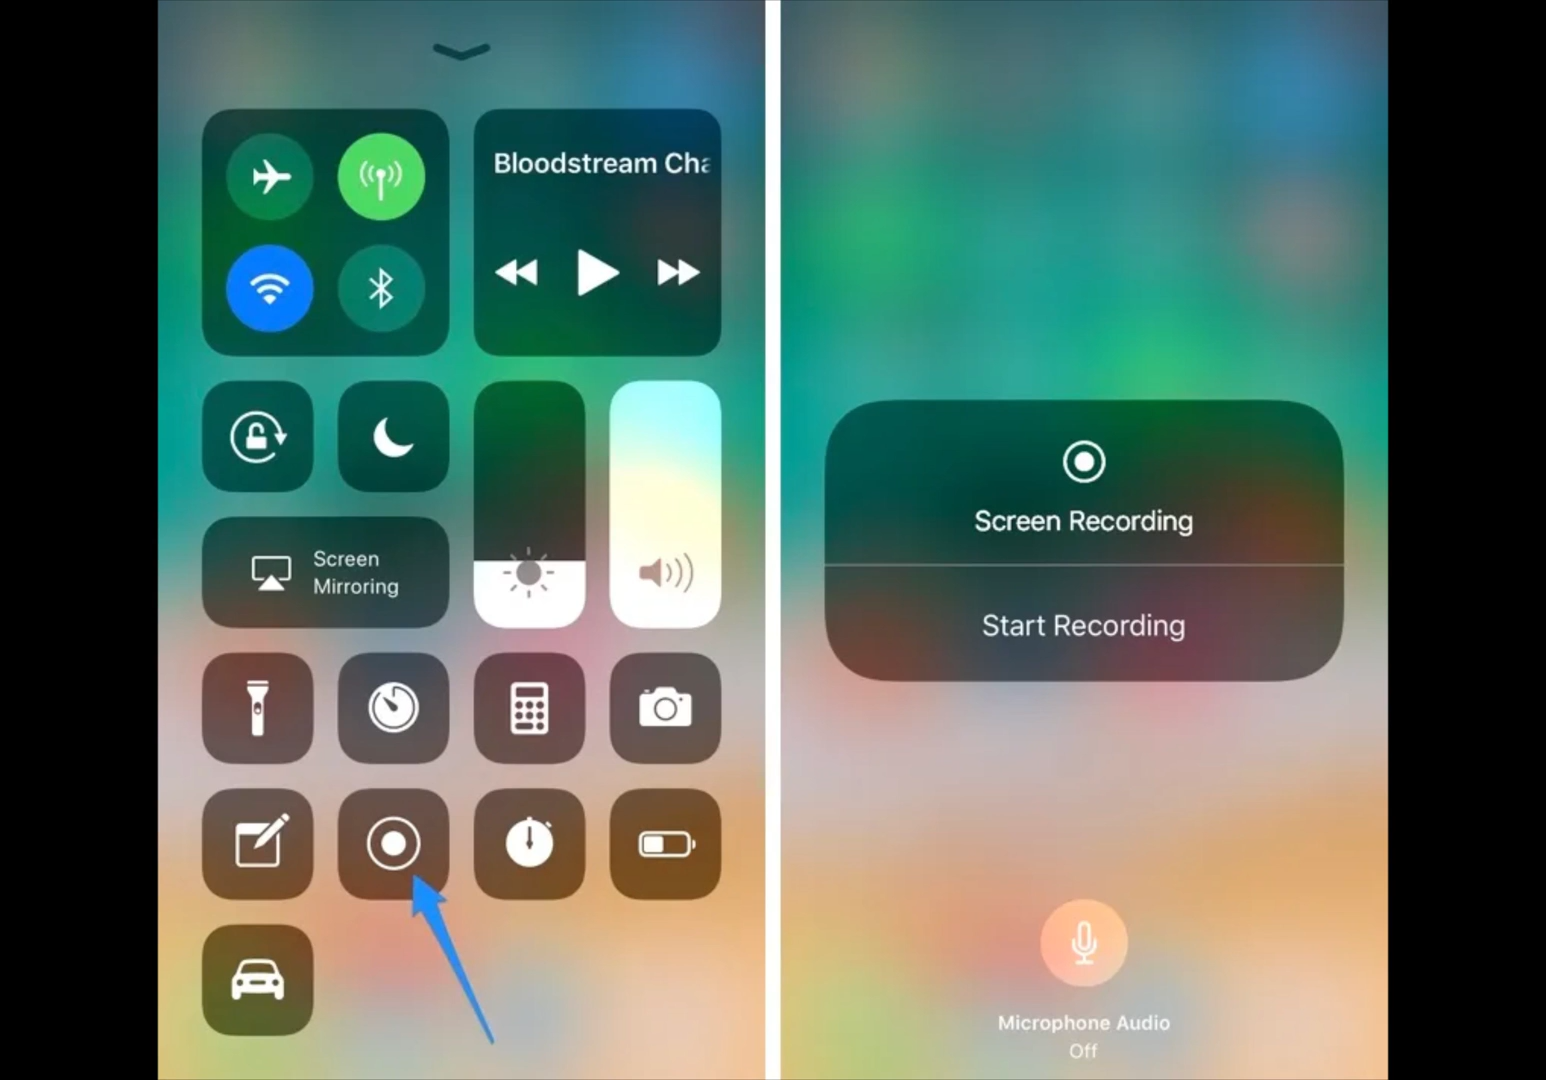 Bloodstream Cha
Screen
Mirroring
Screen Recording
Start Recording
Microphone Audio
Off